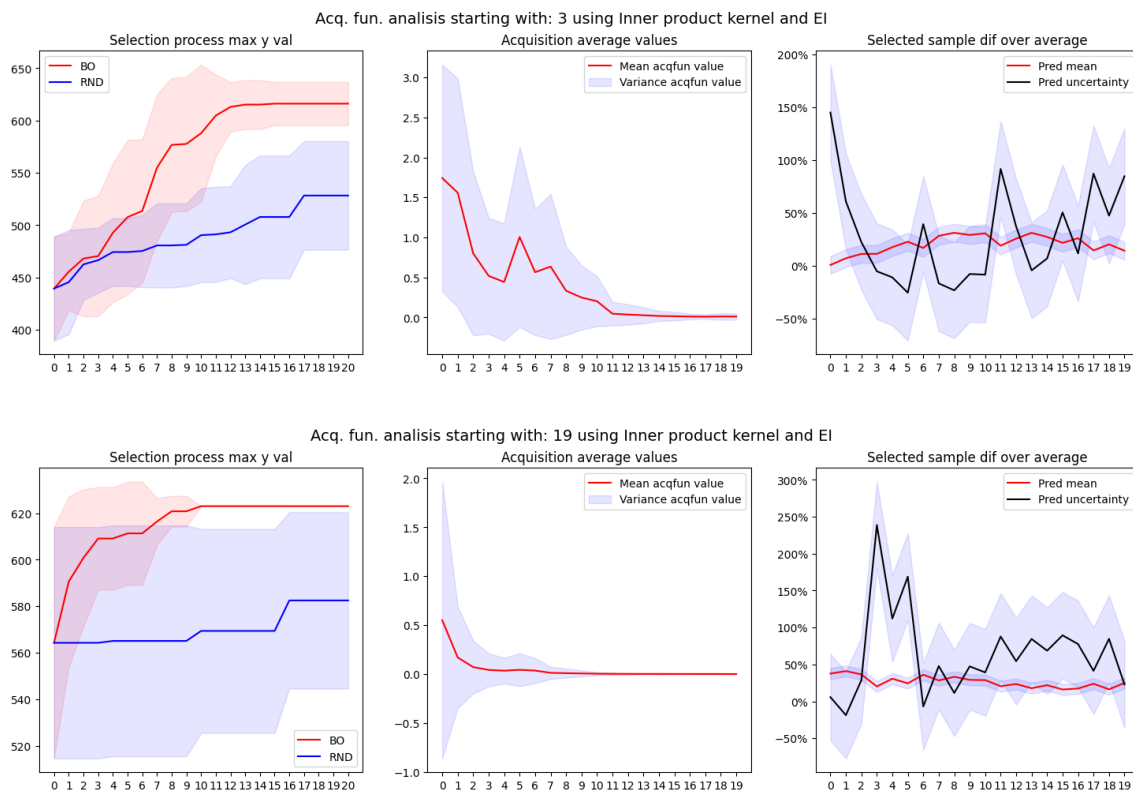 Acq. fun. analisis starting with: 3 using Inner product kernel and EI
Selection process max y val
BO
RND
650
600
550
500
450
400
0 1 2 3 4 5 6 7 8 9 10 11 12 13 14 15 16 17 18 19 20
Acquisition average values
Mean acqfun value
Variance acqfun value
3.0
2.5
2.0
1.5
1.0
0.5
0.0
0 1 2 3 4 5 6 7 8 9 10 11 12 13 14 15 16 17 18 19
Selected sample dif over average
Pred mean
Pred uncertainty
200%
150%
100%
50%
0%
−50%
0 1 2 3 4 5 6 7 8 9 10 11 12 13 14 15 16 17 18 19
Acq. fun. analisis starting with: 19 using Inner product kernel and EI
Selection process max y val
620
600
580
560
540
520
BO
RND
0 1 2 3 4 5 6 7 8 9 10 11 12 13 14 15 16 17 18 19 20
Acquisition average values
Mean acqfun value
Variance acqfun value
2.0
1.5
1.0
0.5
0.0
−0.5
−1.0
0 1 2 3 4 5 6 7 8 9 10 11 12 13 14 15 16 17 18 19
Selected sample dif over average
Pred mean
Pred uncertainty
300%
250%
200%
150%
100%
50%
0%
−50%
0 1 2 3 4 5 6 7 8 9 10 11 12 13 14 15 16 17 18 19